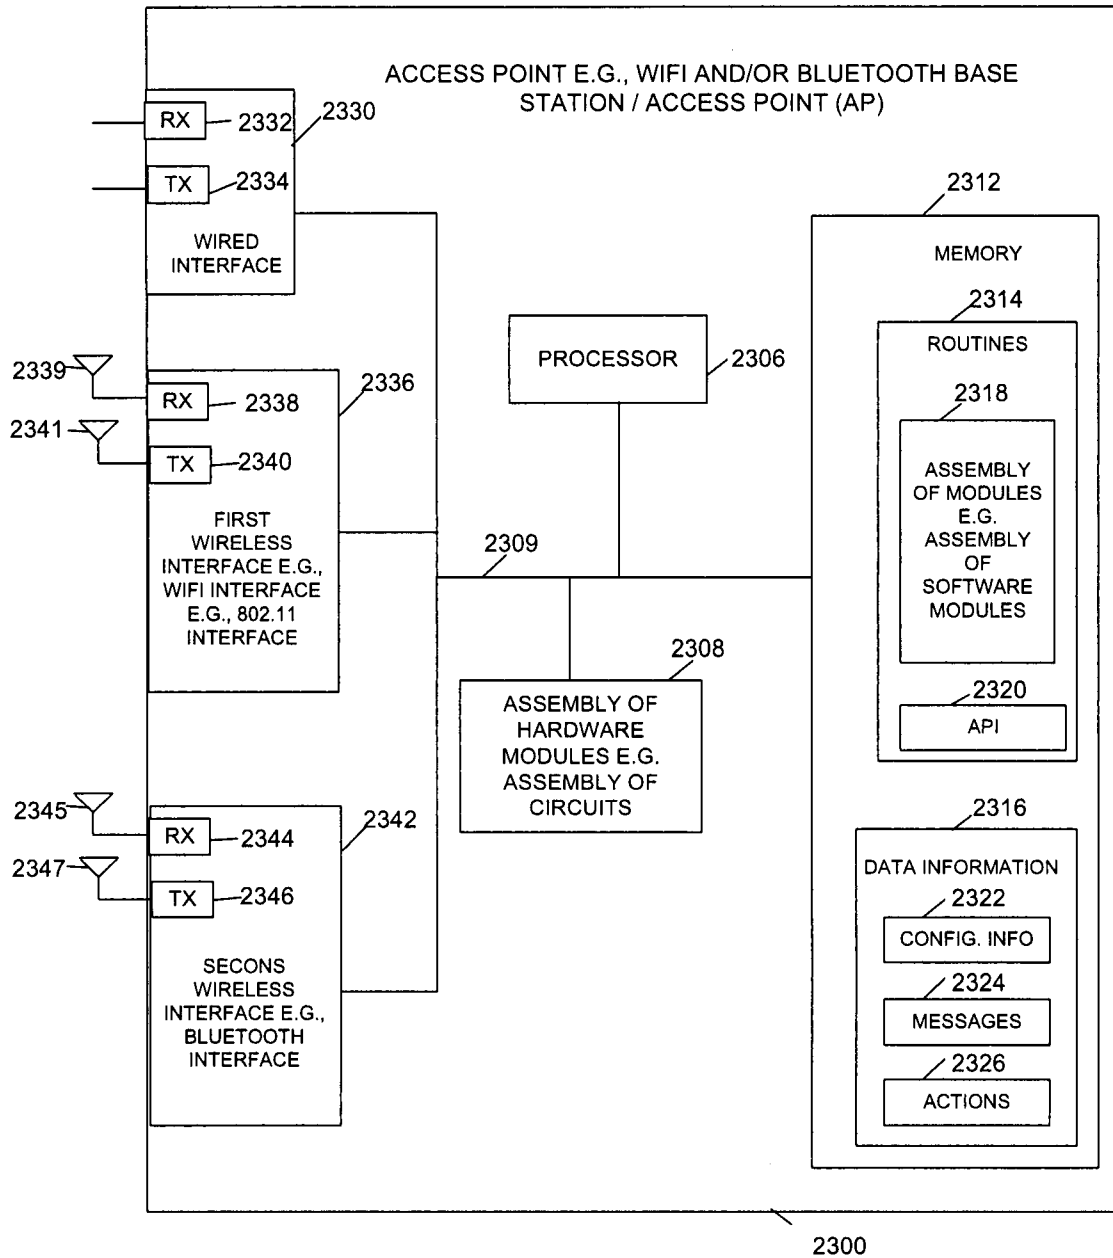 ACCESS POINT E.G., WIFI AND/OR BLUETOOTH BASE
STATION / ACCESS POINT (AP)
RX
2332
2330
TX
2334
WIRED
INTERFACE
2339
RX
2338
2336
2341
TX
2340
FIRST
WIRELESS
INTERFACE E.G.,
WIFI INTERFACE
E.G., 802.11
INTERFACE
2345
RX
2344
2342
2347
TX
2346
SECONS
WIRELESS
INTERFACE E.G.,
BLUETOOTH
INTERFACE
PROCESSOR
2306
2309
2308
ASSEMBLY OF
HARDWARE
MODULES E.G.
ASSEMBLY OF
CIRCUITS
2312
MEMORY
2314
ROUTINES
2318
ASSEMBLY
OF MODULES
E.G.
ASSEMBLY
OF
SOFTWARE
MODULES
2320
API
2316
DATA INFORMATION
2322
CONFIG. INFO
2324
MESSAGES
2326
ACTIONS
2300